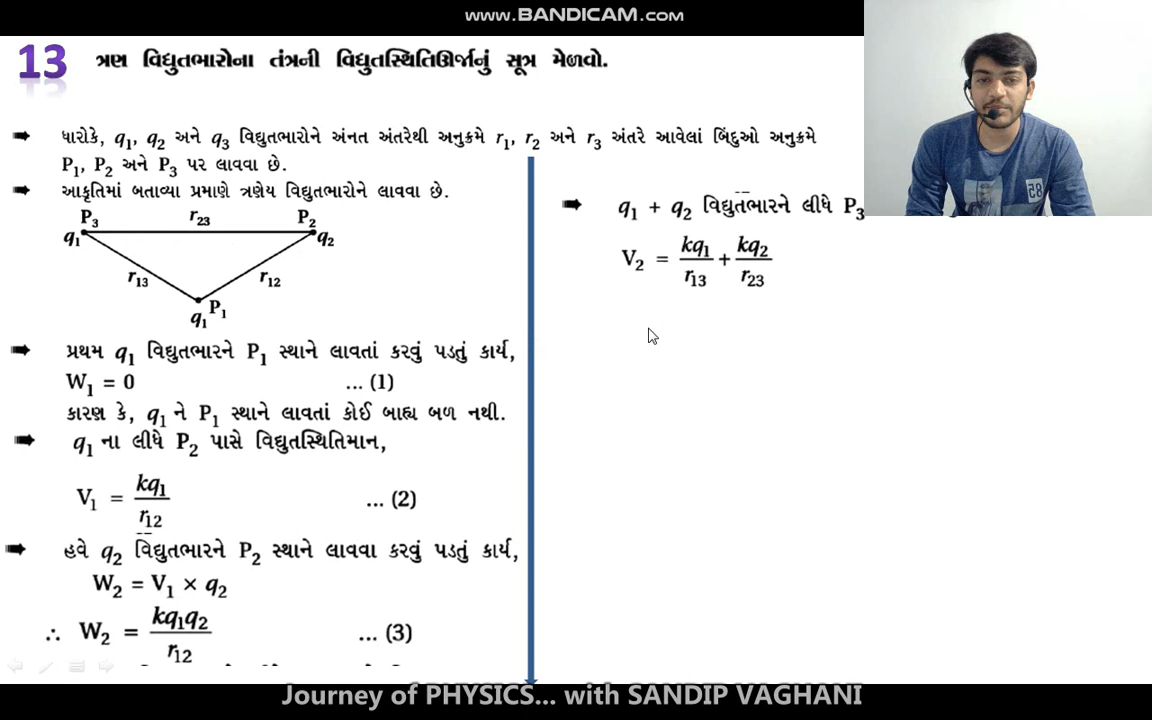 www.BANDICAM.com
13 ત્રણ વિદ્યુતભારોના તંત્રની વિદ્યુતસ્થિતિઊર્જાનું સૂત્ર મેળવો.
➠ ધારોકે, q₁, q₂ અને q₃ વિદ્યુતભારોને અંનત અંતરેથી અનુક્રમે r₁, r₂ અને r₃ અંતરે આવેલાં બિંદુઓ અનુક્રમે
P₁, P₂ અને P₃ પર લાવવા છે.
➠ આકૃતિમાં બતાવ્યા પ્રમાણે ત્રણેય વિદ્યુતભારોને લાવવા છે.
P₃ r₂₃ P₂
q₁ q₂
r₁₃ r₁₂
q₁ P₁
➠ પ્રથમ q₁ વિદ્યુતભારને P₁ સ્થાને લાવતાં કરવું પડતું કાર્ય,
W₁ = 0 ... (1)
કારણ કે, q₁ ને P₁ સ્થાને લાવતાં કોઈ બાહ્ય બળ નથી.
➠ q₁ ના લીધે P₂ પાસે વિદ્યુતસ્થિતિમાન,
V₁ = kq₁/r₁₂ ... (2)
➠ હવે q₂ વિદ્યુતભારને P₂ સ્થાને લાવવા કરવું પડતું કાર્ય,
W₂ = V₁ × q₂
∴ W₂ = kq₁q₂/r₁₂ ... (3)
➠ q₁ + q₂ વિદ્યુતભારને લીધે P₃
V₂ = kq₁/r₁₃ + kq₂/r₂₃
58
Journey of PHYSICS... with SANDIP VAGHANI